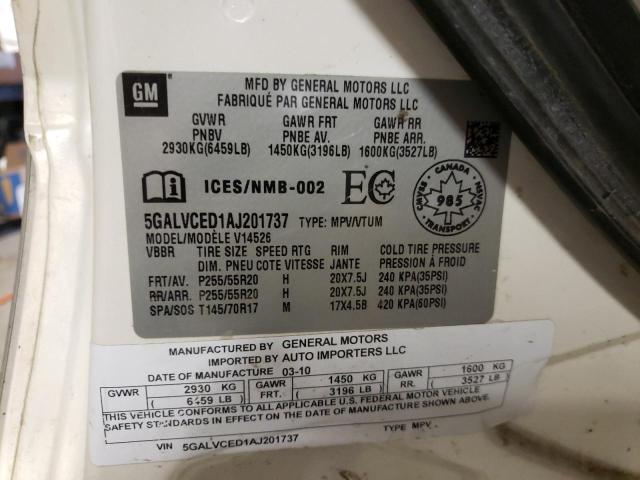 GM
MFD BY GENERAL MOTORS LLC
FABRIQUÉ PAR GENERAL MOTORS LLC
GVWR GAWR FRT GAWR RR
PNBV PNBE AV. PNBE ARR.
2930KG(6459LB) 1450KG(3196LB) 1600KG(3527LB)
ICES/NMB-002 EC
CANADA
CMVSS 985 NSVAC
5GALVCED1AJ201737 TYPE: MPV/VTUM
MODEL/MODÈLE V14526
VBBR TIRE SIZE SPEED RTG RIM COLD TIRE PRESSURE
DIM. PNEU COTE VITESSE JANTE PRESSION À FROID
FRT/AV. P255/55R20 H 20X7.5J 240 KPA(35PSI)
RR/ARR. P255/55R20 H 20X7.5J 240 KPA(35PSI)
SPA/SOS T145/70R17 M 17X4.5B 420 KPA(60PSI)
MANUFACTURED BY GENERAL MOTORS
IMPORTED BY AUTO IMPORTERS LLC
DATE OF MANUFACTURE 03-10
GVWR 2930 KG GAWR FRT. 1450 KG GAWR RR. 1600 KG
( 6459 LB ) ( 3196 LB ) ( 3527 LB )
THIS VEHICLE CONFORMS TO ALL APPLICABLE U.S. FEDERAL MOTOR VEHICLE
SAFETY STANDARDS IN EFFECT ON THE DATE OF MANUFACTURE SHOWN ABOVE.
VIN 5GALVCED1AJ201737 TYPE MPV